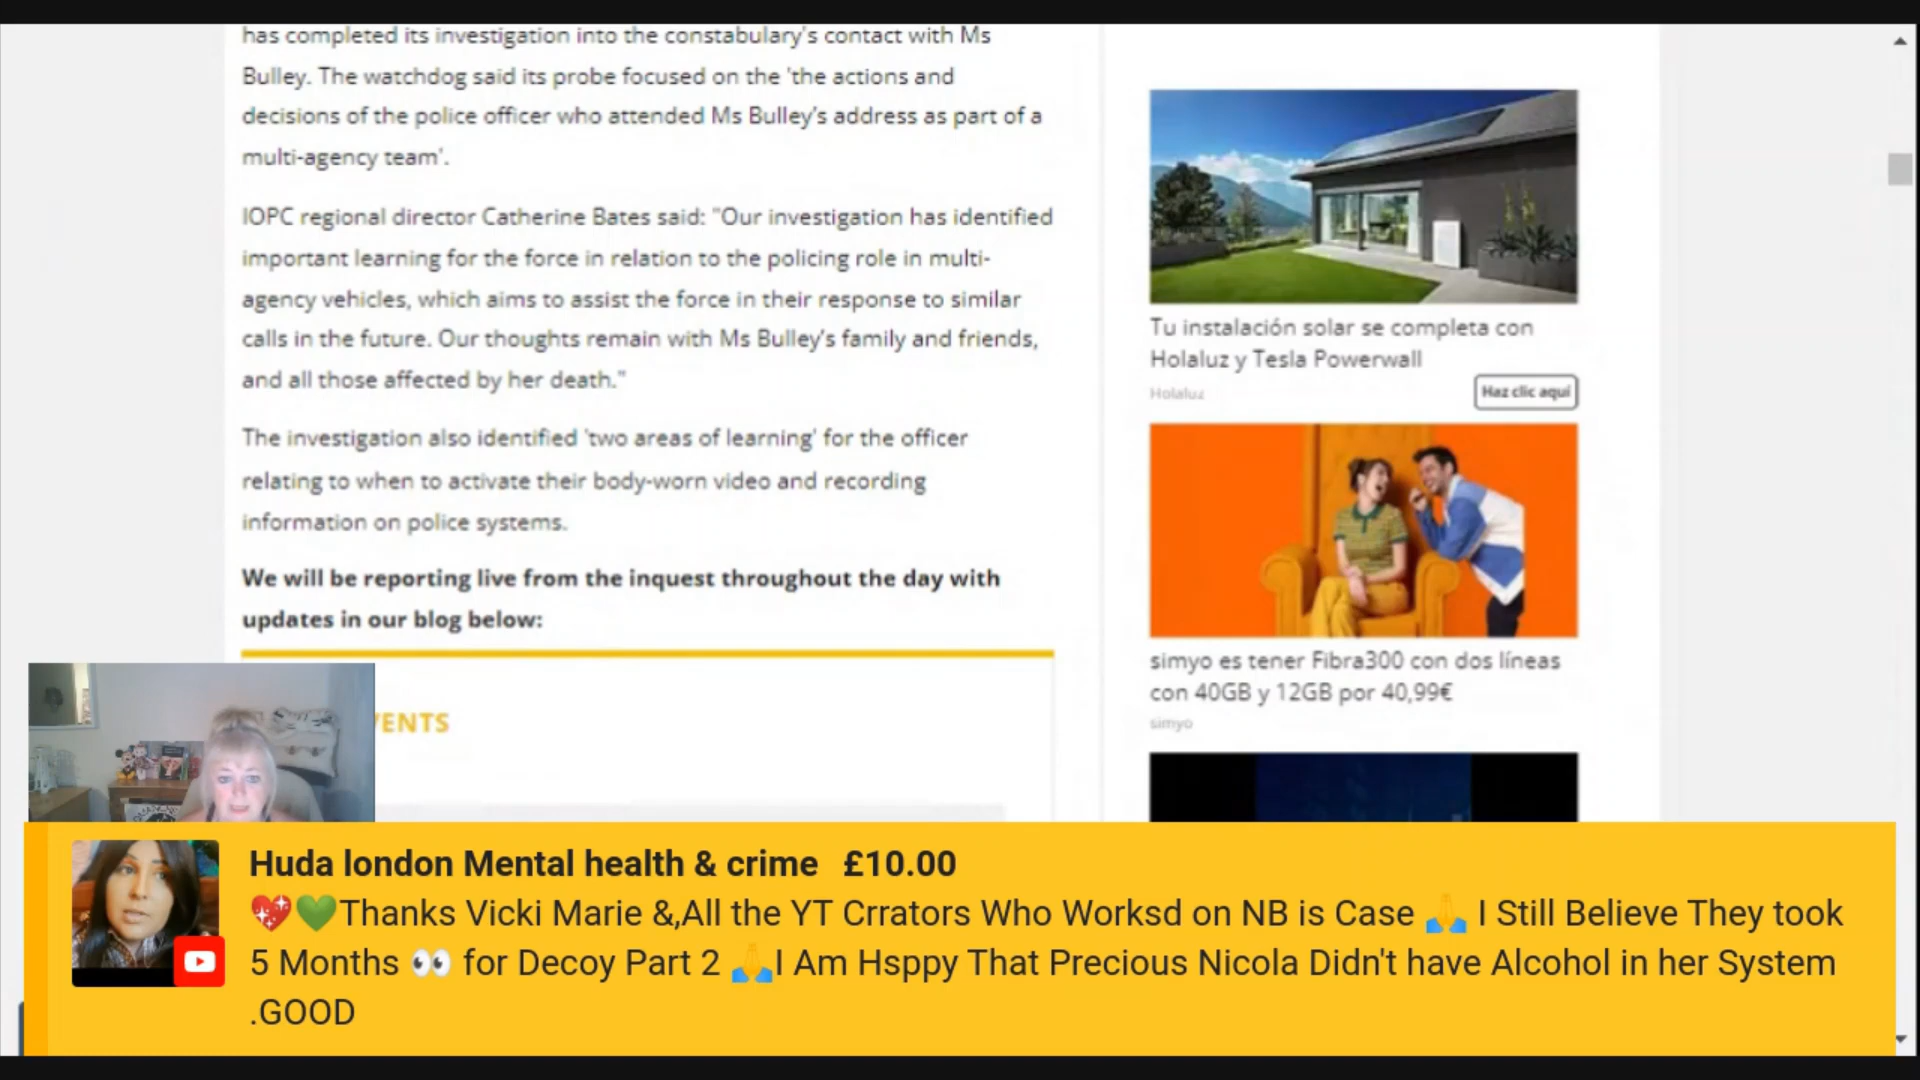 has completed its investigation into the constabulary's contact with Ms
Bulley. The watchdog said its probe focused on the 'the actions and
decisions of the police officer who attended Ms Bulley's address as part of a
multi-agency team'.
IOPC regional director Catherine Bates said: "Our investigation has identified
important learning for the force in relation to the policing role in multi-
agency vehicles, which aims to assist the force in their response to similar
calls in the future. Our thoughts remain with Ms Bulley's family and friends,
and all those affected by her death."
The investigation also identified 'two areas of learning' for the officer
relating to when to activate their body-worn video and recording
information on police systems.
We will be reporting live from the inquest throughout the day with
updates in our blog below:
VENTS
Tu instalación solar se completa con
Holaluz y Tesla Powerwall
Holaluz
Haz clic aquí
simyo es tener Fibra300 con dos líneas
con 40GB y 12GB por 40,99€
simyo
Huda london Mental health & crime £10.00
💖💚Thanks Vicki Marie &,All the YT Crrators Who Worksd on NB is Case 🙏 I Still Believe They took
5 Months 👀 for Decoy Part 2 🙏I Am Hsppy That Precious Nicola Didn't have Alcohol in her System
.GOOD